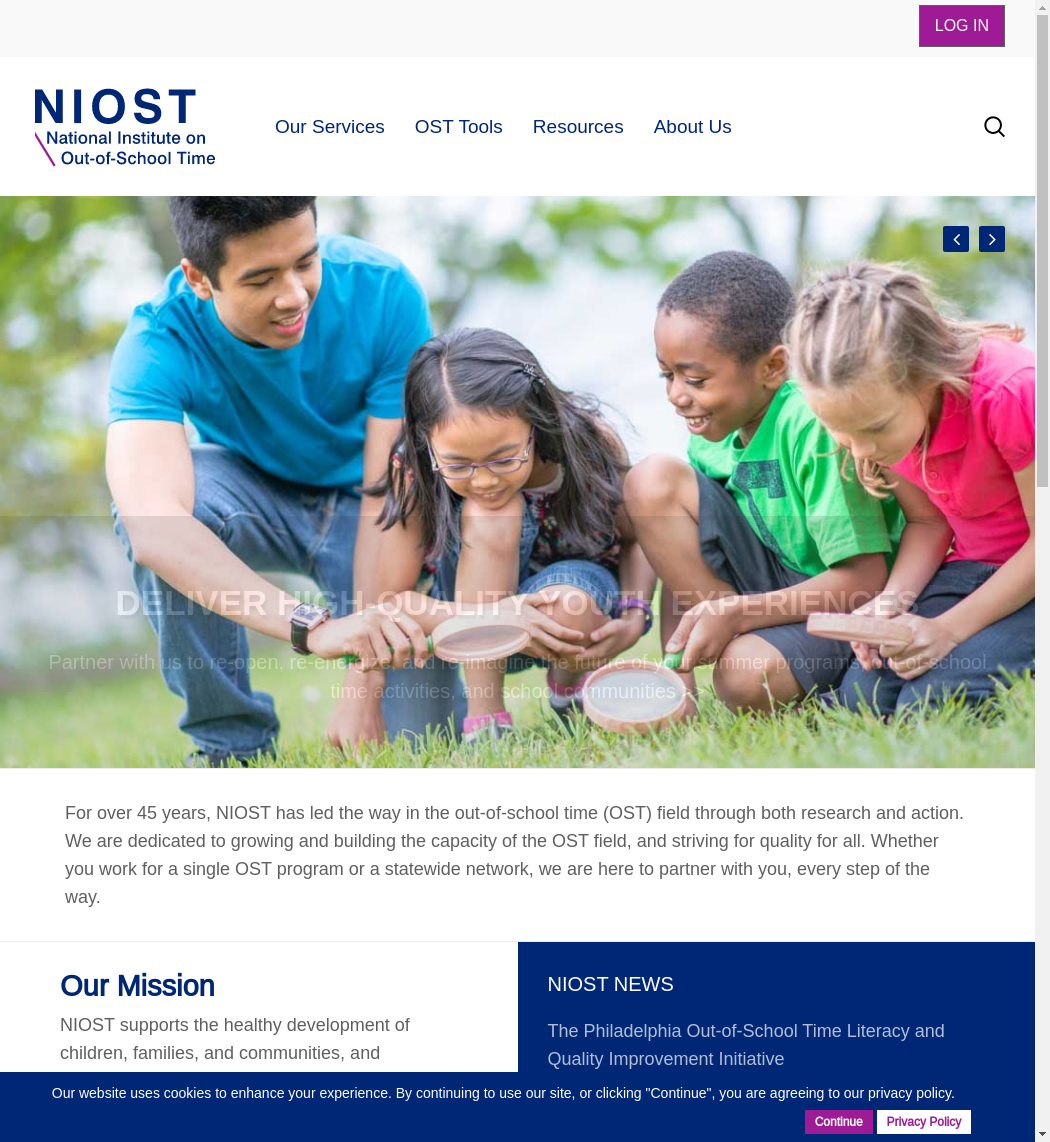 LOG IN
NIOST
National Institute on
Out-of-School Time
Our Services
OST Tools
Resources
About Us
DELIVER HIGH-QUALITY YOUTH EXPERIENCES
Partner with us to re-open, re-energize, and re-imagine the future of your summer programs, out-of-school
time activities, and school communities >>
For over 45 years, NIOST has led the way in the out-of-school time (OST) field through both research and action.
We are dedicated to growing and building the capacity of the OST field, and striving for quality for all. Whether
you work for a single OST program or a statewide network, we are here to partner with you, every step of the
way.
Our Mission
NIOST supports the healthy development of
children, families, and communities, and
NIOST NEWS
The Philadelphia Out-of-School Time Literacy and
Quality Improvement Initiative
Our website uses cookies to enhance your experience. By continuing to use our site, or clicking "Continue", you are agreeing to our privacy policy.
Continue
Privacy Policy